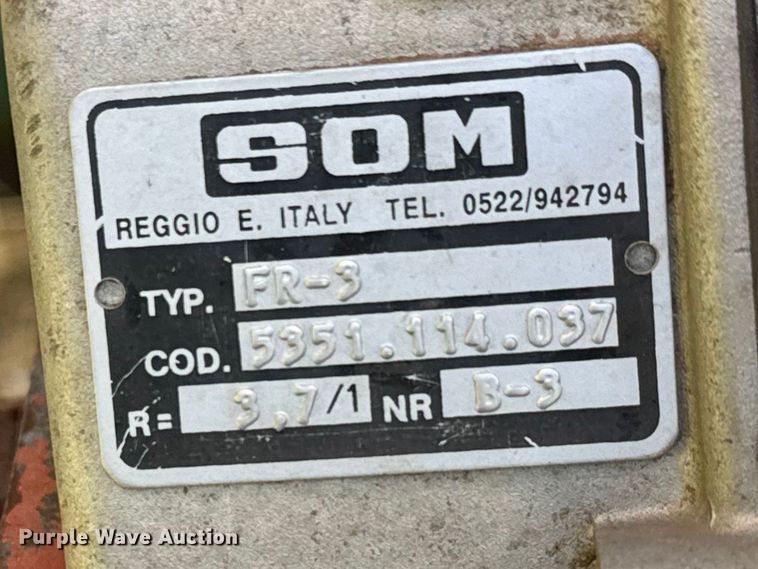 SOM
REGGIO E. ITALY TEL. 0522/942794
TYP. FR-3
COD. 5351.114.037
R= 3,7/1 NR B-3
Purple Wave Auction